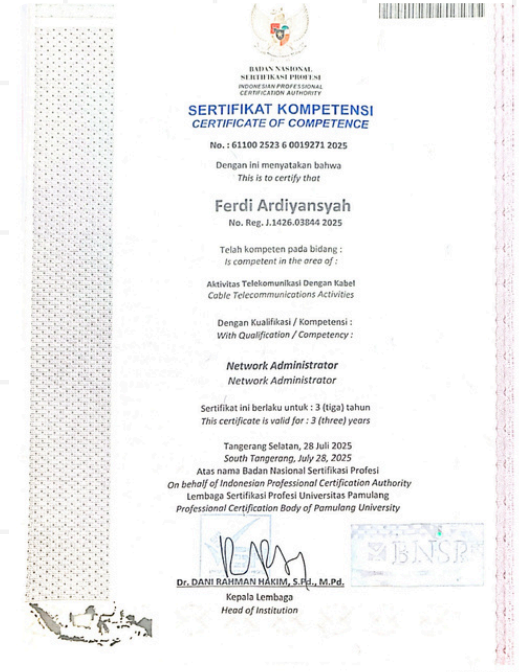 BADAN NASIONAL
SERTIFIKASI PROFESI
INDONESIAN PROFESSIONAL
CERTIFICATION AUTHORITY
SERTIFIKAT KOMPETENSI
CERTIFICATE OF COMPETENCE
No. : 61100 2523 6 0019271 2025
Dengan ini menyatakan bahwa
This is to certify that
Ferdi Ardiyansyah
No. Reg. J.1426.03844 2025
Telah kompeten pada bidang :
Is competent in the area of :
Aktivitas Telekomunikasi Dengan Kabel
Cable Telecommunications Activities
Dengan Kualifikasi / Kompetensi :
With Qualification / Competency :
Network Administrator
Network Administrator
Sertifikat ini berlaku untuk : 3 (tiga) tahun
This certificate is valid for : 3 (three) years
Tangerang Selatan, 28 Juli 2025
South Tangerang, July 28, 2025
Atas nama Badan Nasional Sertifikasi Profesi
On behalf of Indonesian Professional Certification Authority
Lembaga Sertifikasi Profesi Universitas Pamulang
Professional Certification Body of Pamulang University
BNSP
Dr. DANI RAHMAN HAKIM, S.Pd., M.Pd.
Kepala Lembaga
Head of Institution